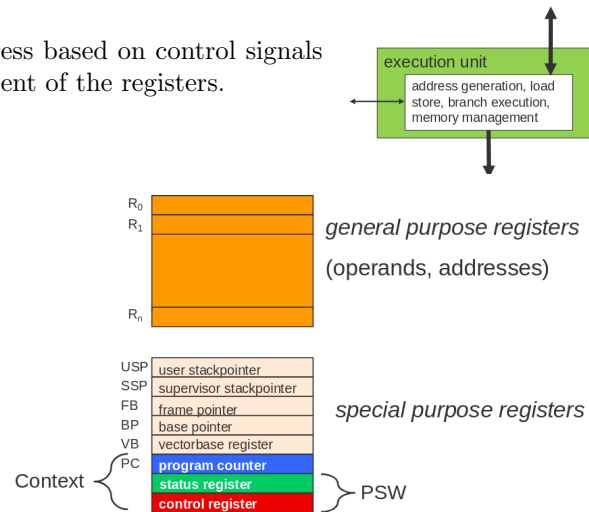 ess based on control signals
ent of the registers.
execution unit
address generation, load
store, branch execution,
memory management
R₀
R₁
general purpose registers
(operands, addresses)
Rₙ
USP user stackpointer
SSP supervisor stackpointer
FB frame pointer
special purpose registers
BP base pointer
VB vectorbase register
PC program counter
Context
status register
PSW
control register